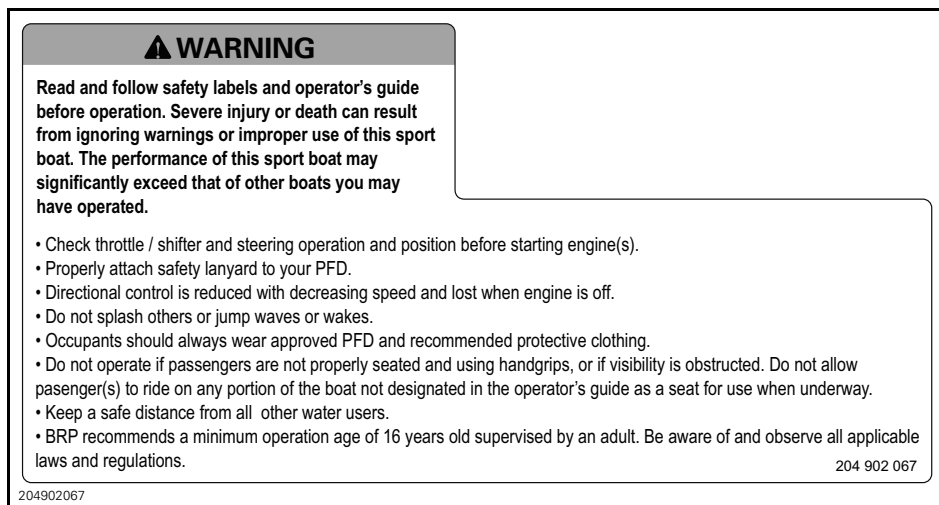 WARNING
Read and follow safety labels and operator’s guide
before operation. Severe injury or death can result
from ignoring warnings or improper use of this sport
boat. The performance of this sport boat may
significantly exceed that of other boats you may
have operated.
• Check throttle / shifter and steering operation and position before starting engine(s).
• Properly attach safety lanyard to your PFD.
• Directional control is reduced with decreasing speed and lost when engine is off.
• Do not splash others or jump waves or wakes.
• Occupants should always wear approved PFD and recommended protective clothing.
• Do not operate if passengers are not properly seated and using handgrips, or if visibility is obstructed. Do not allow
pasenger(s) to ride on any portion of the boat not designated in the operator’s guide as a seat for use when underway.
• Keep a safe distance from all  other water users.
• BRP recommends a minimum operation age of 16 years old supervised by an adult. Be aware of and observe all applicable
laws and regulations.
204 902 067
204902067